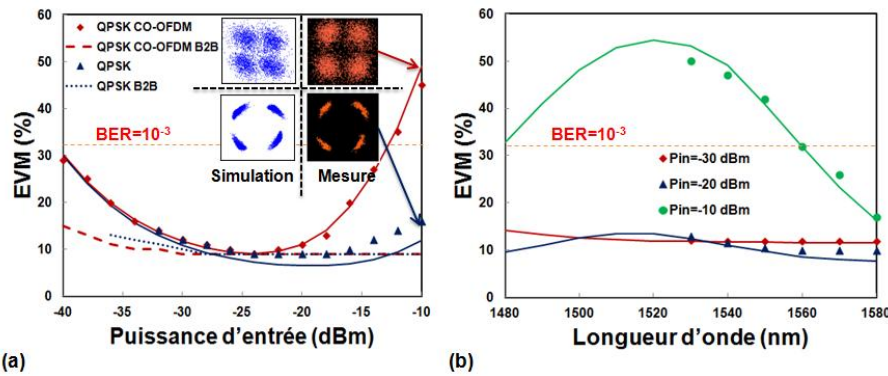 60
50
40
30
20
10
0
EVM (%)
QPSK CO-OFDM
QPSK CO-OFDM B2B
QPSK
QPSK B2B
BER=10⁻³
Simulation
Mesure
-40
-35
-30
-25
-20
-15
-10
Puissance d'entrée (dBm)
(a)
60
50
40
30
20
10
0
EVM (%)
BER=10⁻³
Pin=-30 dBm
Pin=-20 dBm
Pin=-10 dBm
1480
1500
1520
1540
1560
1580
Longueur d'onde (nm)
(b)